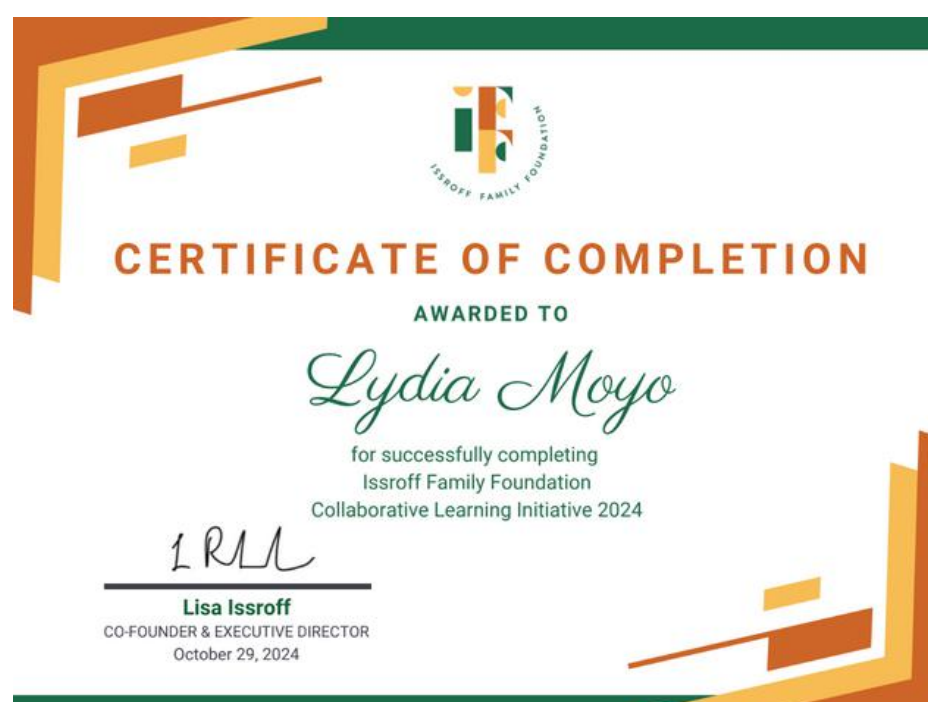 iFF
ISSROFF FAMILY FOUNDATION
CERTIFICATE OF COMPLETION
AWARDED TO
Lydia Moyo
for successfully completing
Issroff Family Foundation
Collaborative Learning Initiative 2024
Lisa Issroff
CO-FOUNDER & EXECUTIVE DIRECTOR
October 29, 2024